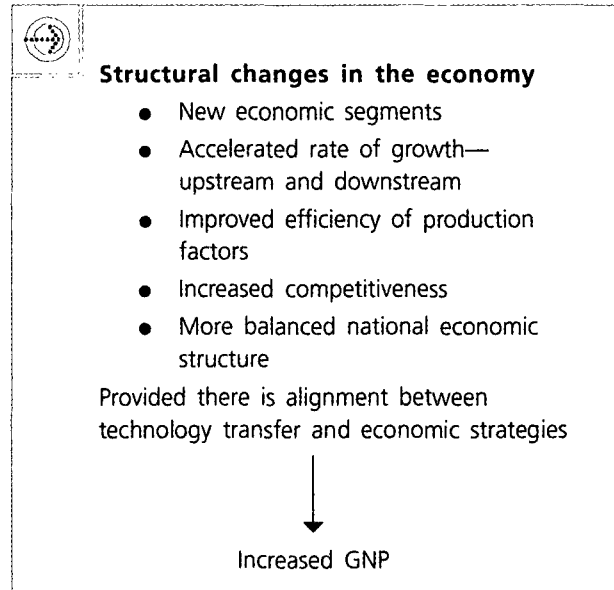 Structural changes in the economy
● New economic segments
● Accelerated rate of growth—
upstream and downstream
● Improved efficiency of production
factors
● Increased competitiveness
● More balanced national economic
structure
Provided there is alignment between
technology transfer and economic strategies
Increased GNP